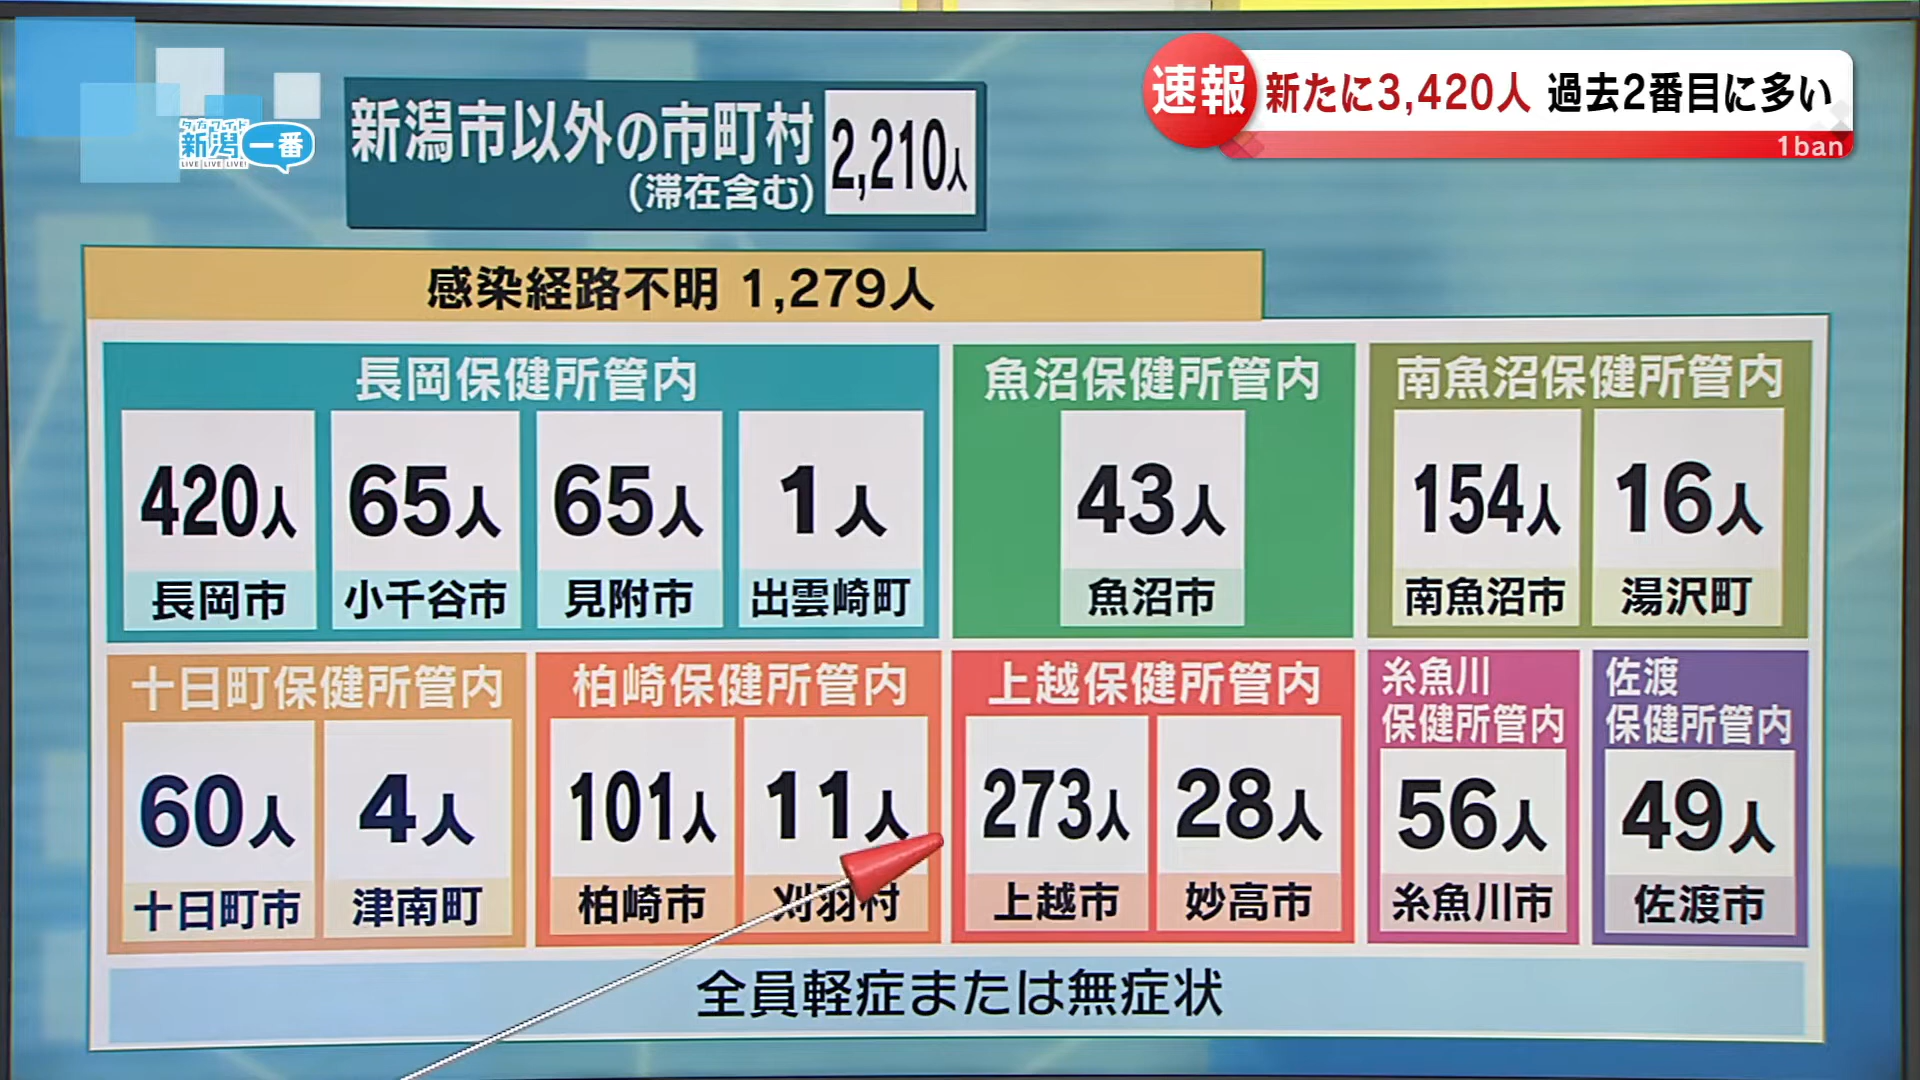 夕方ワイド
新潟一番
LIVE LIVE LIVE!
速報
新たに3,420人 過去2番目に多い
1ban
新潟市以外の市町村
(滞在含む)
2,210人
感染経路不明 1,279人
長岡保健所管内
420人
長岡市
65人
小千谷市
65人
見附市
1人
出雲崎町
魚沼保健所管内
43人
魚沼市
南魚沼保健所管内
154人
南魚沼市
16人
湯沢町
十日町保健所管内
60人
十日町市
4人
津南町
柏崎保健所管内
101人
柏崎市
11人
刈羽村
上越保健所管内
273人
上越市
28人
妙高市
糸魚川
保健所管内
56人
糸魚川市
佐渡
保健所管内
49人
佐渡市
全員軽症または無症状